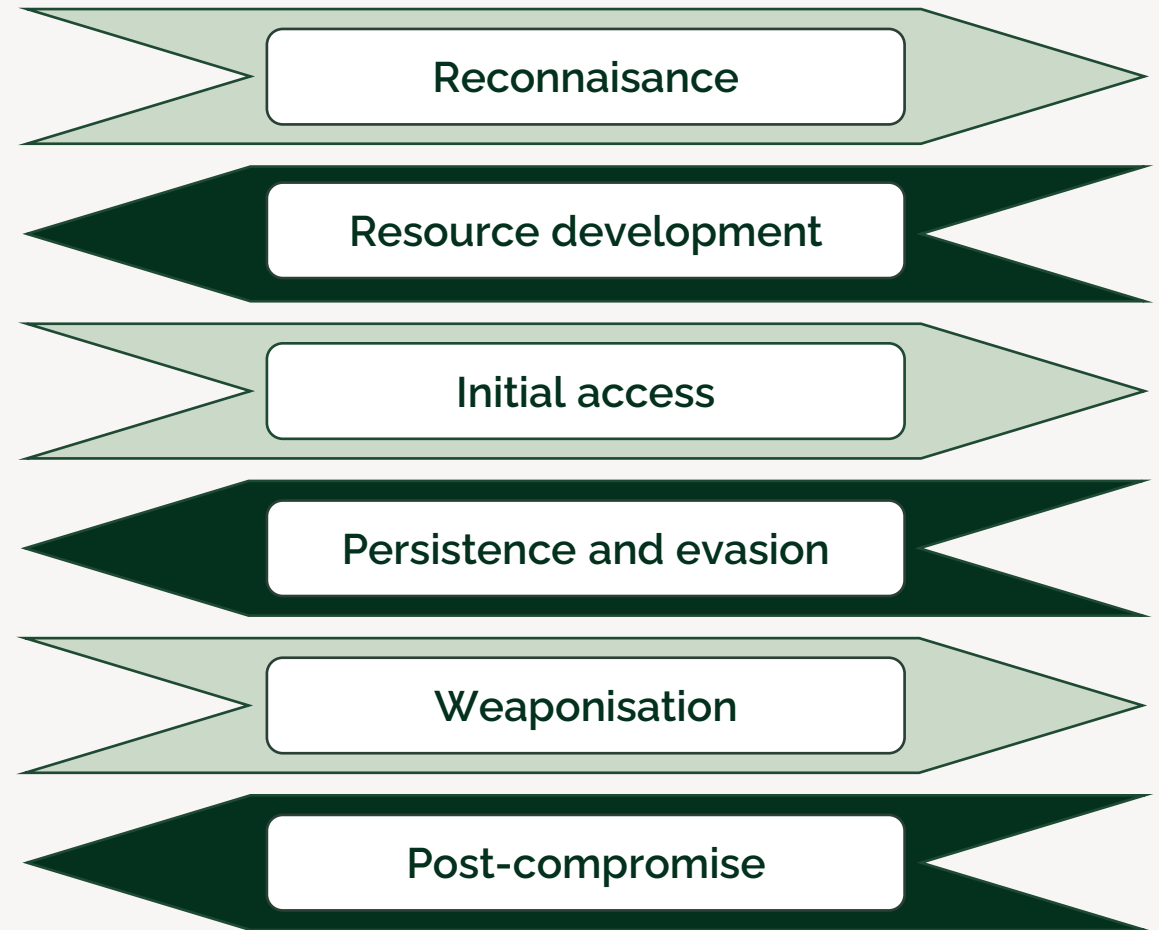 Reconnaisance
Resource development
Initial access
Persistence and evasion
Weaponisation
Post-compromise